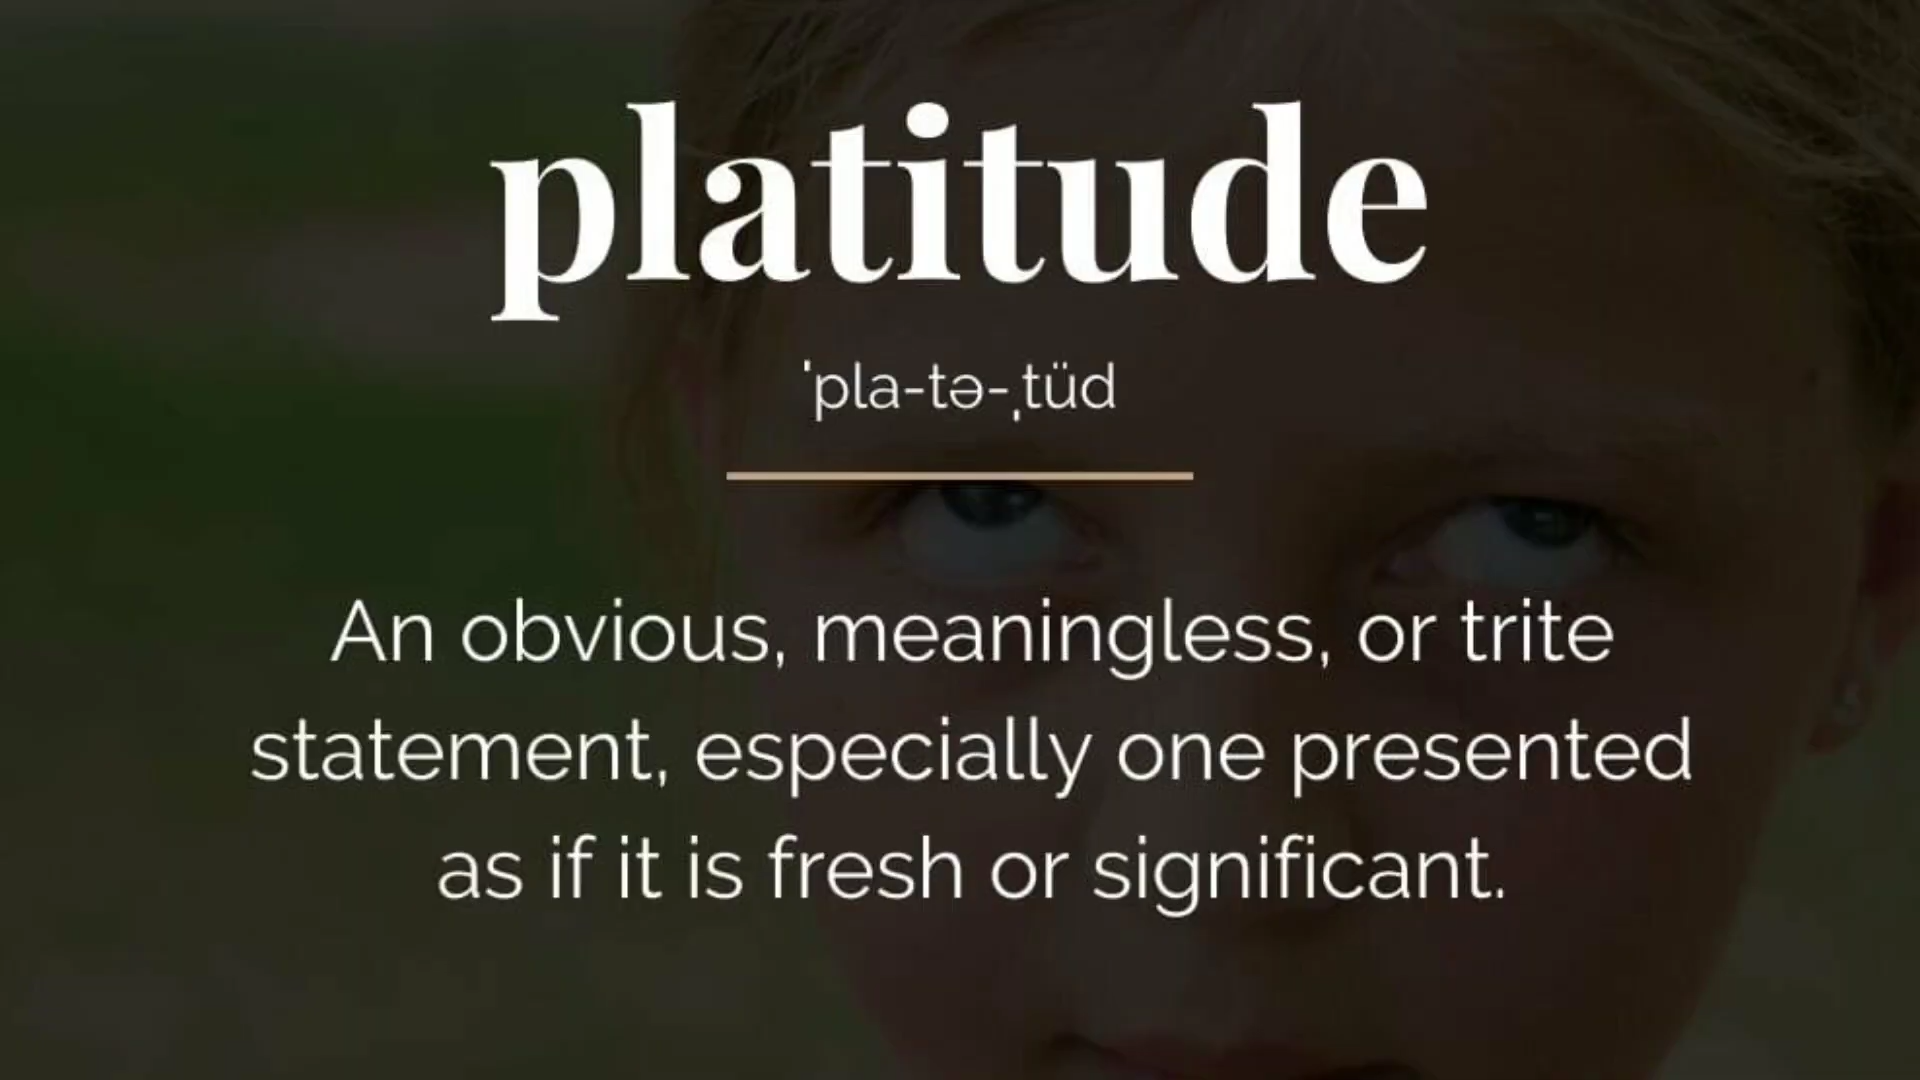 platitude
ˈpla-tə-ˌtüd
An obvious, meaningless, or trite
statement, especially one presented
as if it is fresh or significant.